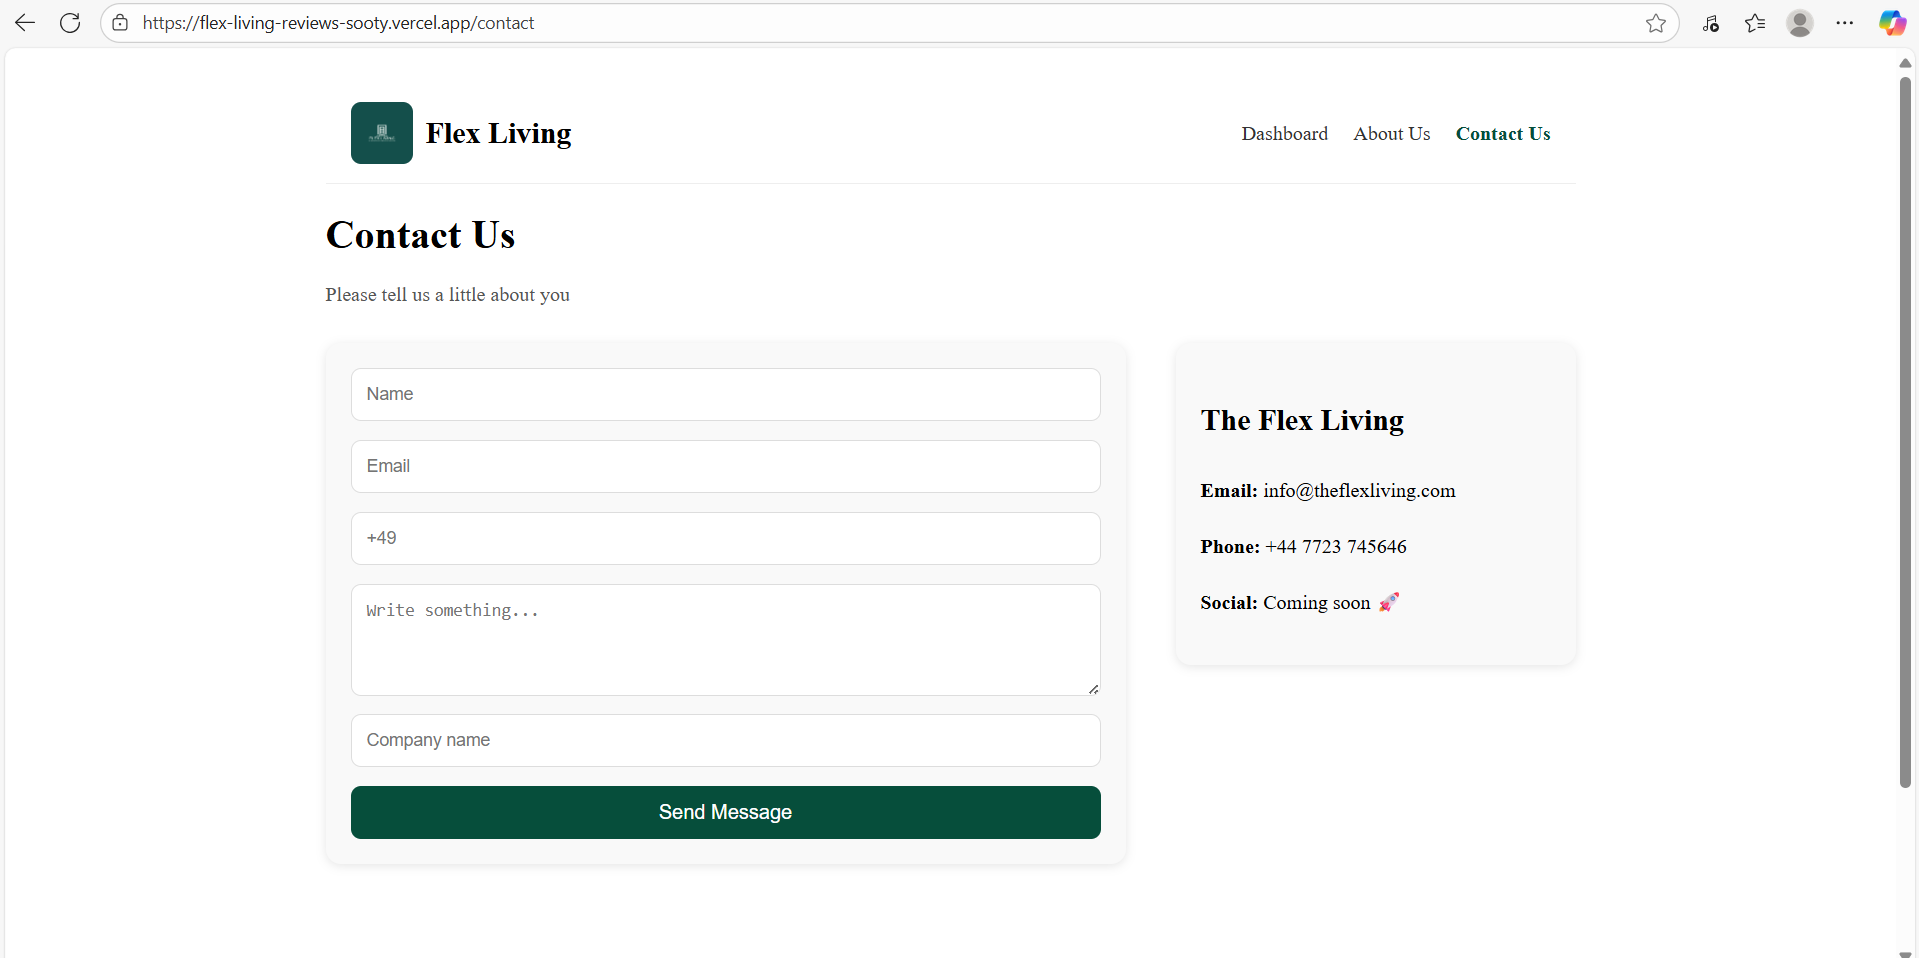 https://flex-living-reviews-sooty.vercel.app/contact
Flex Living
Dashboard About Us Contact Us
Contact Us
Please tell us a little about you
Name
Email
+49
Write something...
Company name
Send Message
The Flex Living
Email: info@theflexliving.com
Phone: +44 7723 745646
Social: Coming soon 🚀